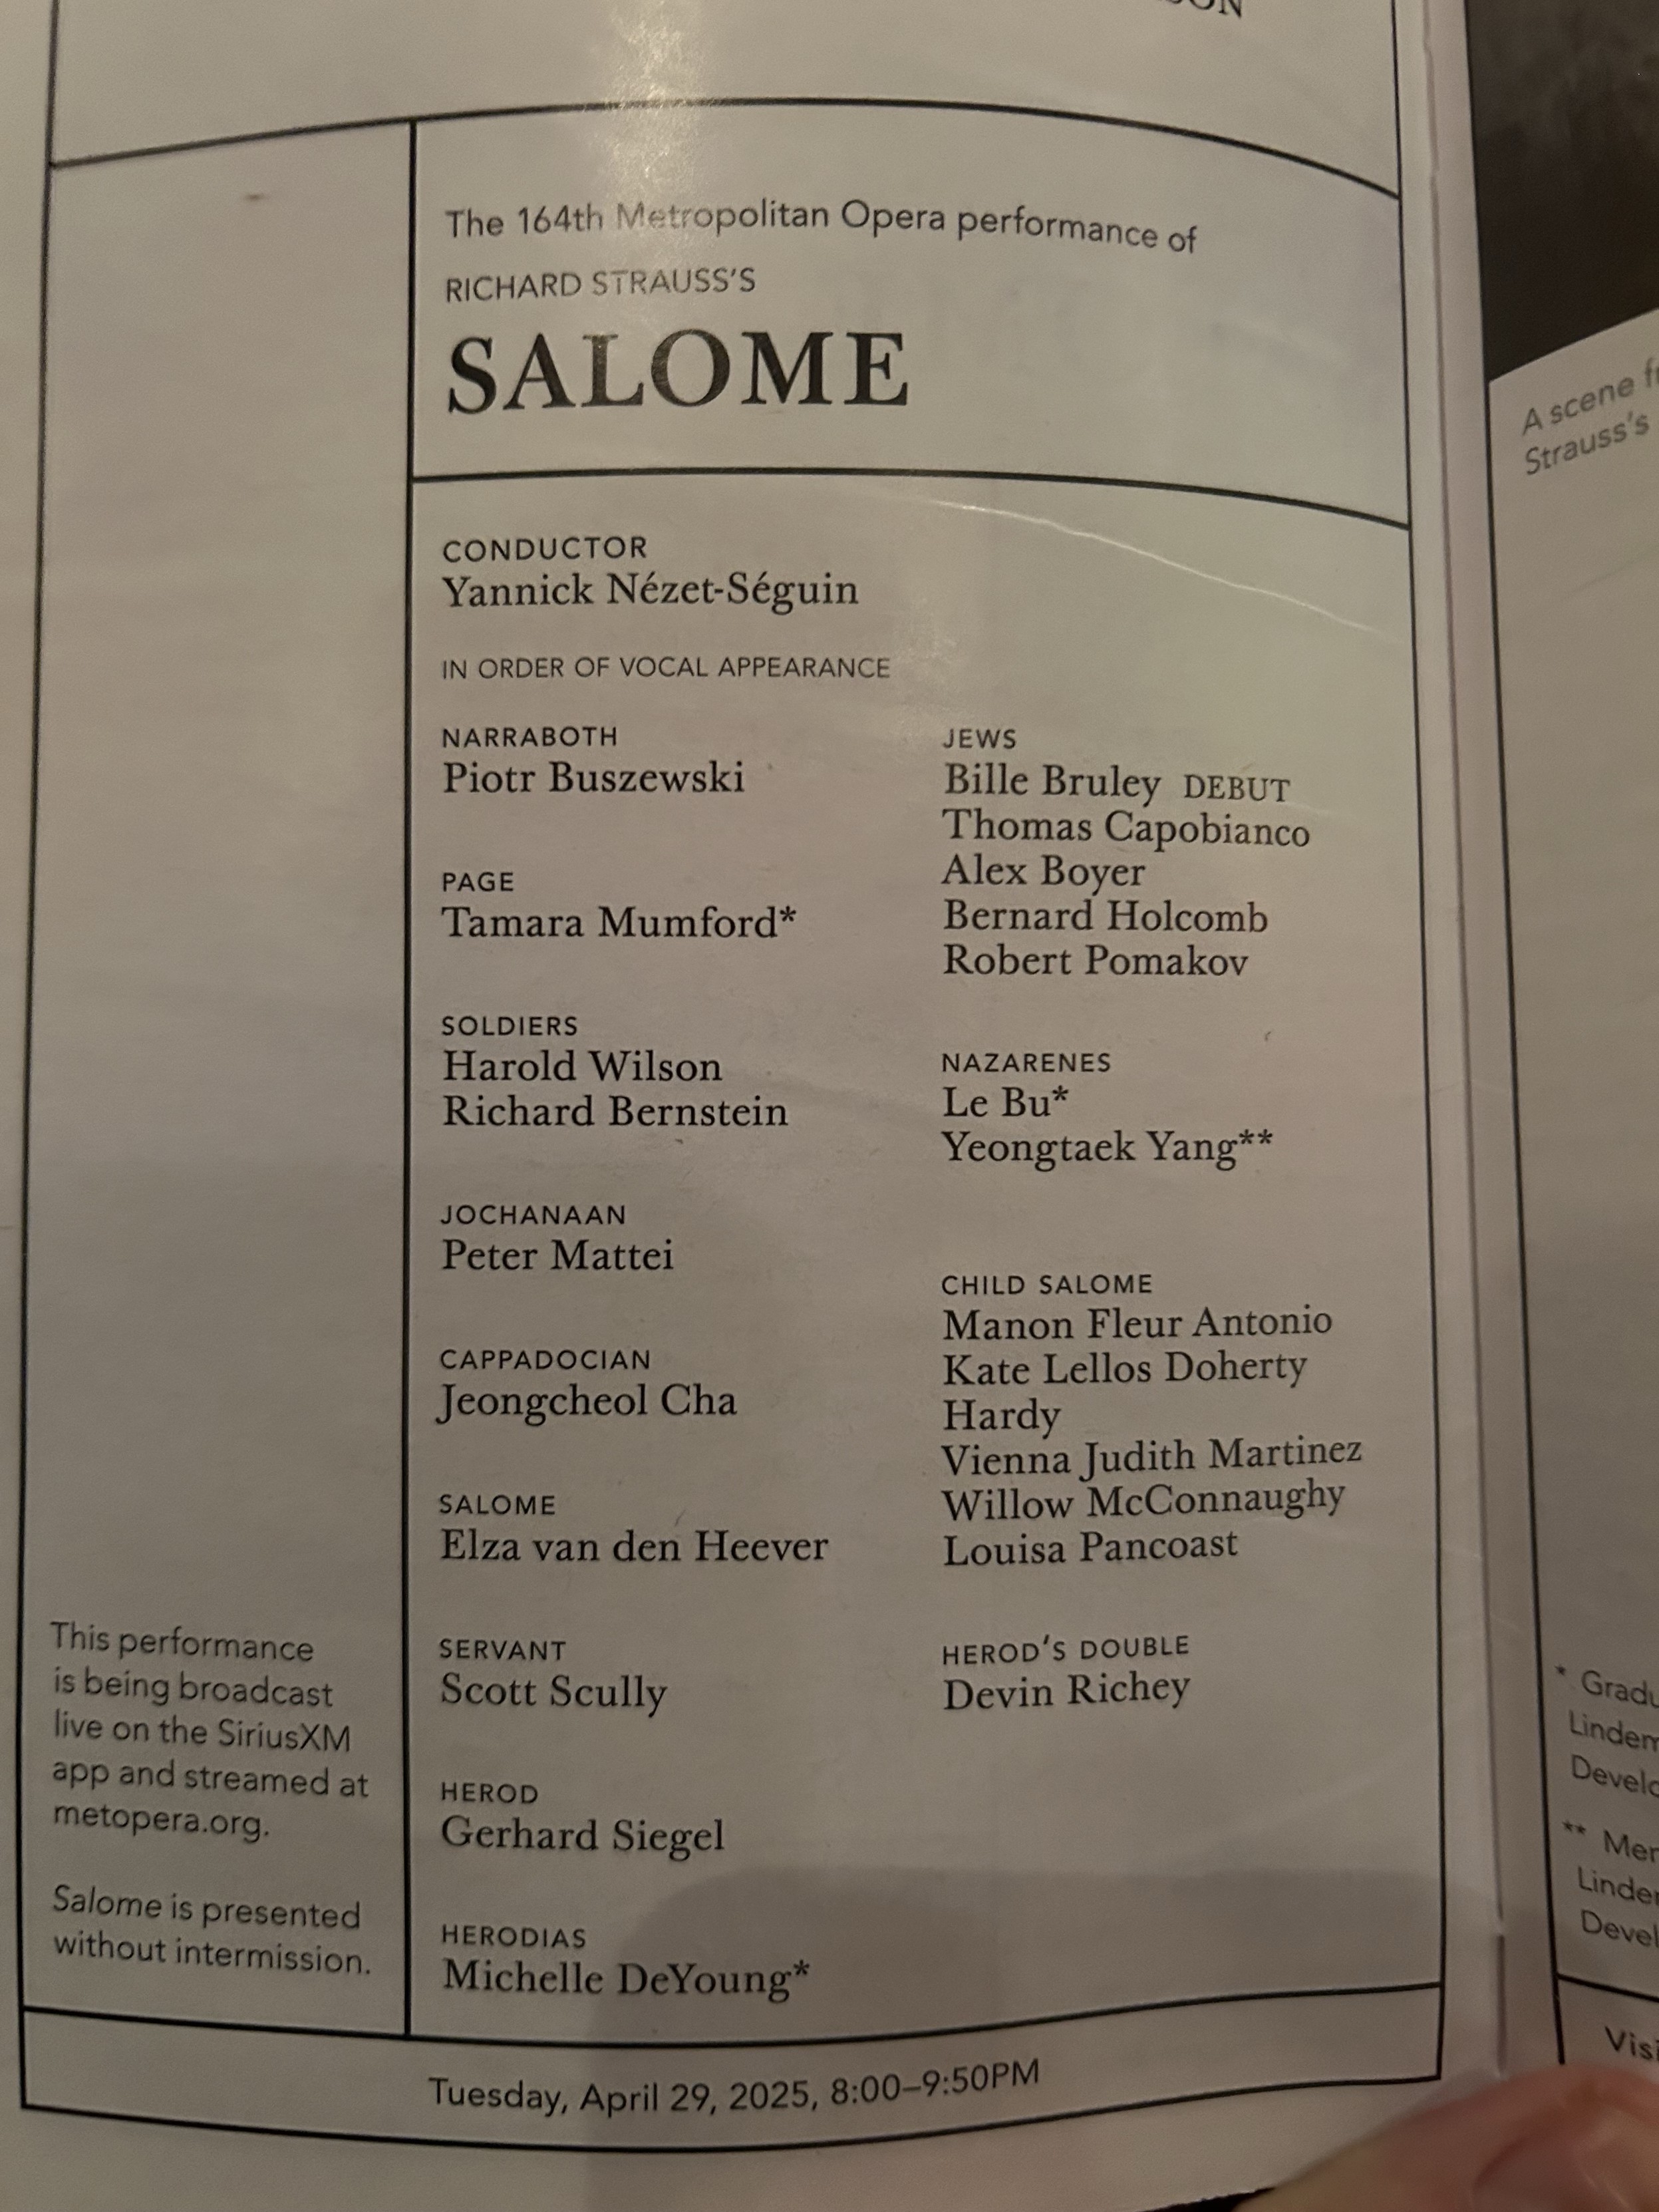 The 164th Metropolitan Opera performance of
RICHARD STRAUSS'S
SALOME
CONDUCTOR
Yannick Nézet-Séguin
IN ORDER OF VOCAL APPEARANCE
NARRABOTH
Piotr Buszewski
PAGE
Tamara Mumford*
SOLDIERS
Harold Wilson
Richard Bernstein
JOCHANAAN
Peter Mattei
CAPPADOCIAN
Jeongcheol Cha
SALOME
Elza van den Heever
SERVANT
Scott Scully
HEROD
Gerhard Siegel
HERODIAS
Michelle DeYoung*
JEWS
Bille Bruley DEBUT
Thomas Capobianco
Alex Boyer
Bernard Holcomb
Robert Pomakov
NAZARENES
Le Bu*
Yeongtaek Yang**
CHILD SALOME
Manon Fleur Antonio
Kate Lellos Doherty
Hardy
Vienna Judith Martinez
Willow McConnaughy
Louisa Pancoast
HEROD'S DOUBLE
Devin Richey
This performance
is being broadcast
live on the SiriusXM
app and streamed at
metopera.org.
Salome is presented
without intermission.
Tuesday, April 29, 2025, 8:00–9:50PM
A scene
Strauss's
*
**